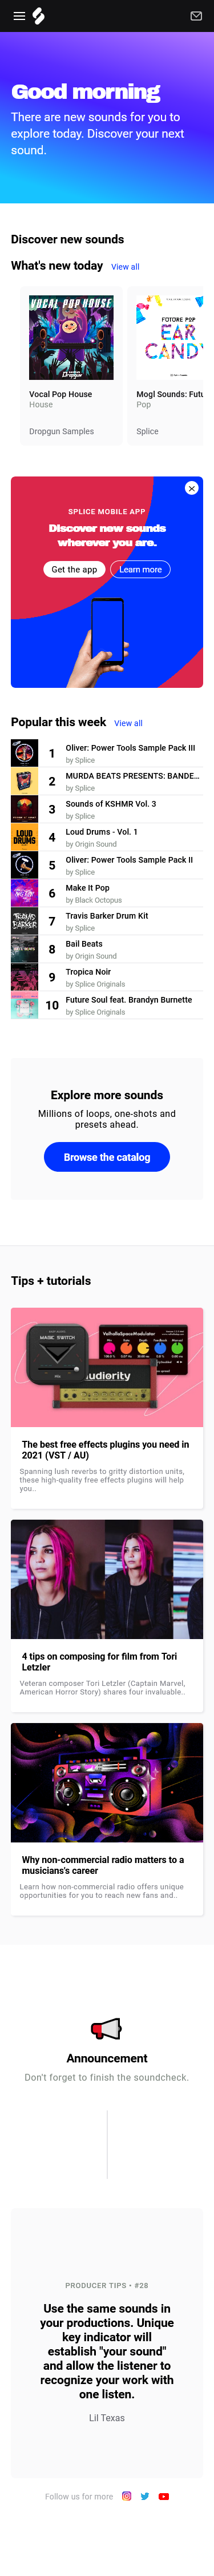 Good morning
There are new sounds for you to
explore today. Discover your next
sound.
Discover new sounds
What's new today View all
VOCAL POP HOUSE
Dropgun
Vocal Pop House
House
Dropgun Samples
FUTURE POP
EAR
CANDY
Mogl Sounds: Futu
Pop
Splice
SPLICE MOBILE APP
Discover new sounds
wherever you are.
Get the app Learn more
Popular this week View all
1 Oliver: Power Tools Sample Pack III
by Splice
2 MURDA BEATS PRESENTS: BANDE...
by Splice
3 Sounds of KSHMR Vol. 3
by Splice
LOUD
DRUMS
4 Loud Drums - Vol. 1
by Origin Sound
5 Oliver: Power Tools Sample Pack II
by Splice
6 Make It Pop
by Black Octopus
TRAVIS
BARKER
7 Travis Barker Drum Kit
by Splice
8 Bail Beats
by Origin Sound
9 Tropica Noir
by Splice Originals
10 Future Soul feat. Brandyn Burnette
by Splice Originals
Explore more sounds
Millions of loops, one-shots and
presets ahead.
Browse the catalog
Tips + tutorials
MAGIC SWITCH
ValhallaSpaceModulator
audiority
The best free effects plugins you need in
2021 (VST / AU)
Spanning lush reverbs to gritty distortion units,
these high-quality free effects plugins will help
you..
4 tips on composing for film from Tori
Letzler
Veteran composer Tori Letzler (Captain Marvel,
American Horror Story) shares four invaluable..
Why non-commercial radio matters to a
musicians's career
Learn how non-commercial radio offers unique
opportunities for you to reach new fans and..
Announcement
Don't forget to finish the soundcheck.
PRODUCER TIPS • #28
Use the same sounds in
your productions. Unique
key indicator will
establish "your sound"
and allow the listener to
recognize your work with
one listen.
Lil Texas
Follow us for more